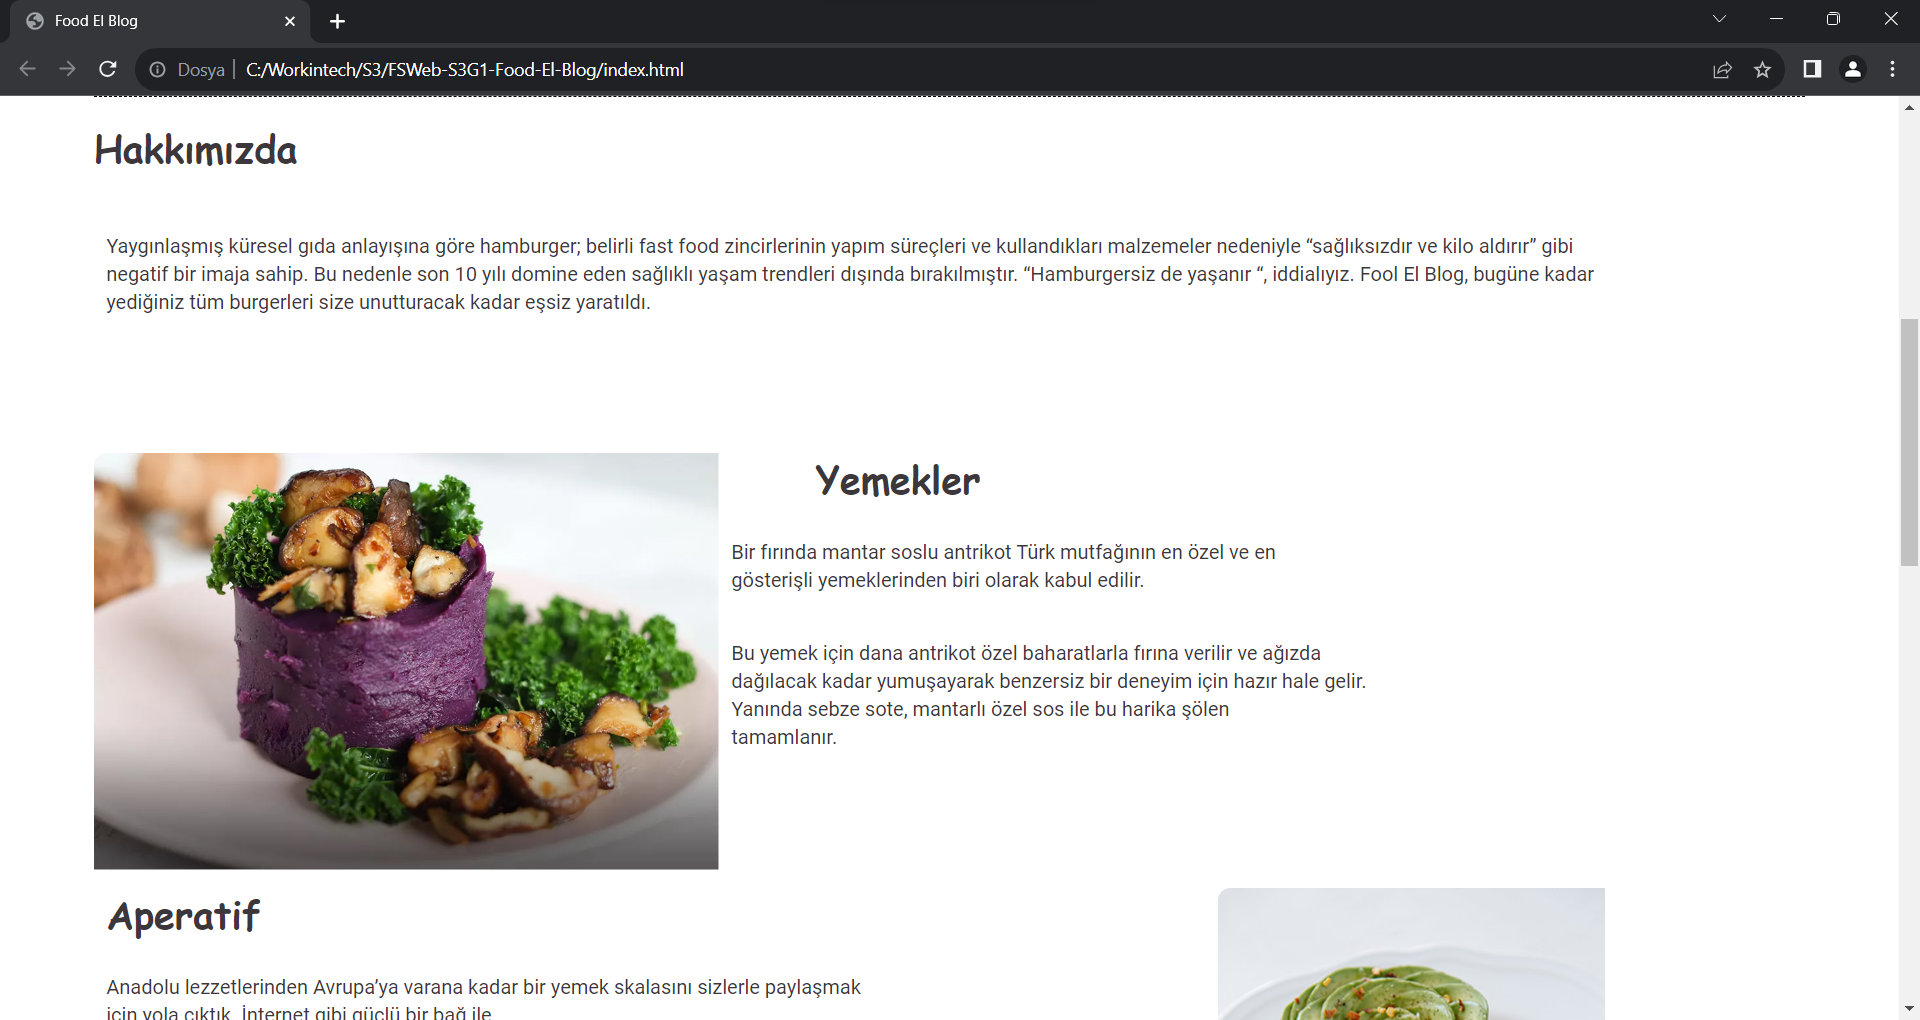 Food El Blog
Dosya
C:/Workintech/S3/FSWeb-S3G1-Food-El-Blog/index.html
Hakkımızda
Yaygınlaşmış küresel gıda anlayışına göre hamburger; belirli fast food zincirlerinin yapım süreçleri ve kullandıkları malzemeler nedeniyle “sağlıksızdır ve kilo aldırır” gibi
negatif bir imaja sahip. Bu nedenle son 10 yılı domine eden sağlıklı yaşam trendleri dışında bırakılmıştır. “Hamburgersiz de yaşanır “, iddialıyız. Fool El Blog, bugüne kadar
yediğiniz tüm burgerleri size unutturacak kadar eşsiz yaratıldı.
Yemekler
Bir fırında mantar soslu antrikot Türk mutfağının en özel ve en
gösterişli yemeklerinden biri olarak kabul edilir.
Bu yemek için dana antrikot özel baharatlarla fırına verilir ve ağızda
dağılacak kadar yumuşayarak benzersiz bir deneyim için hazır hale gelir.
Yanında sebze sote, mantarlı özel sos ile bu harika şölen
tamamlanır.
Aperatif
Anadolu lezzetlerinden Avrupa’ya varana kadar bir yemek skalasını sizlerle paylaşmak
için yola çıktık. İnternet gibi güçlü bir bağ ile